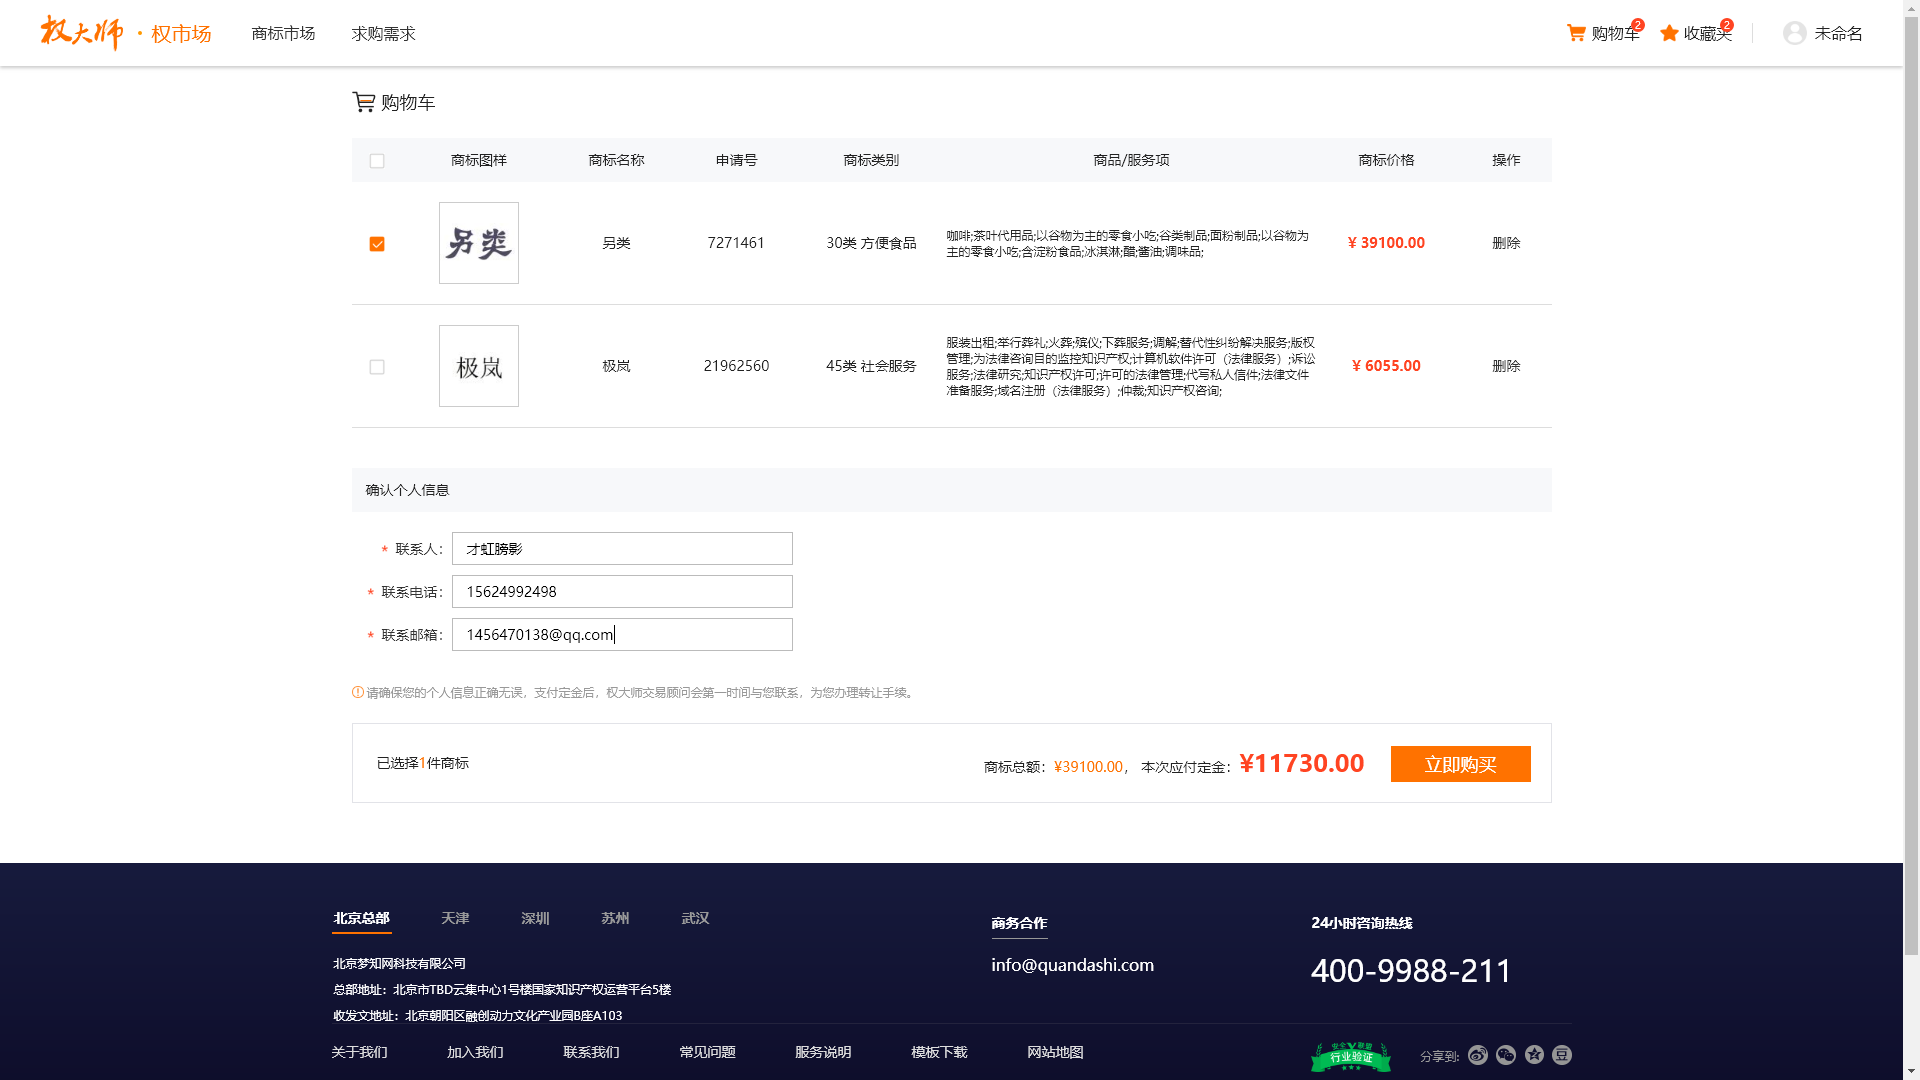 权大师 · 权市场 商标市场 求购需求 购物车 2 收藏夹 2 未命名
购物车
商标图样 商标名称 申请号 商标类别 商品/服务项 商标价格 操作
另类 另类 7271461 30类 方便食品 咖啡;茶叶代用品;以谷物为主的零食小吃;谷类制品;面粉制品;以谷物为 ¥ 39100.00 删除
主的零食小吃;含淀粉食品;冰淇淋;醋;酱油;调味品;
极岚 极岚 21962560 45类 社会服务 服装出租;举行葬礼;火葬;殡仪;下葬服务;调解;替代性纠纷解决服务;版权 ¥ 6055.00 删除
管理;为法律咨询目的监控知识产权;计算机软件许可（法律服务）;诉讼
服务;法律研究;知识产权许可;许可的法律管理;代写私人信件;法律文件
准备服务;域名注册（法律服务）;仲裁;知识产权咨询;
确认个人信息
* 联系人： 才虹膀影
* 联系电话： 15624992498
* 联系邮箱： 1456470138@qq.com
请确保您的个人信息正确无误，支付定金后，权大师交易顾问会第一时间与您联系，为您办理转让手续。
已选择1件商标 商标总额：¥39100.00， 本次应付定金：¥11730.00 立即购买
北京总部 天津 深圳 苏州 武汉 商务合作 24小时咨询热线
北京梦知网科技有限公司 info@quandashi.com 400-9988-211
总部地址：北京市TBD云集中心1号楼国家知识产权运营平台5楼
收发文地址：北京朝阳区融创动力文化产业园B座A103
关于我们 加入我们 联系我们 常见问题 服务说明 模板下载 网站地图 安全联盟 行业验证 分享到: